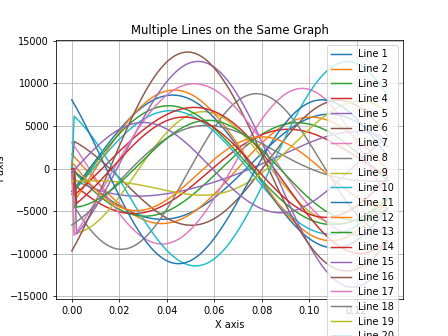 Multiple Lines on the Same Graph
15000
10000
5000
0
−5000
−10000
−15000
0.00
0.02
0.04
0.06
0.08
0.10
X axis
Line 1
Line 2
Line 3
Line 4
Line 5
Line 6
Line 7
Line 8
Line 9
Line 10
Line 11
Line 12
Line 13
Line 14
Line 15
Line 16
Line 17
Line 18
Line 19
Line 20